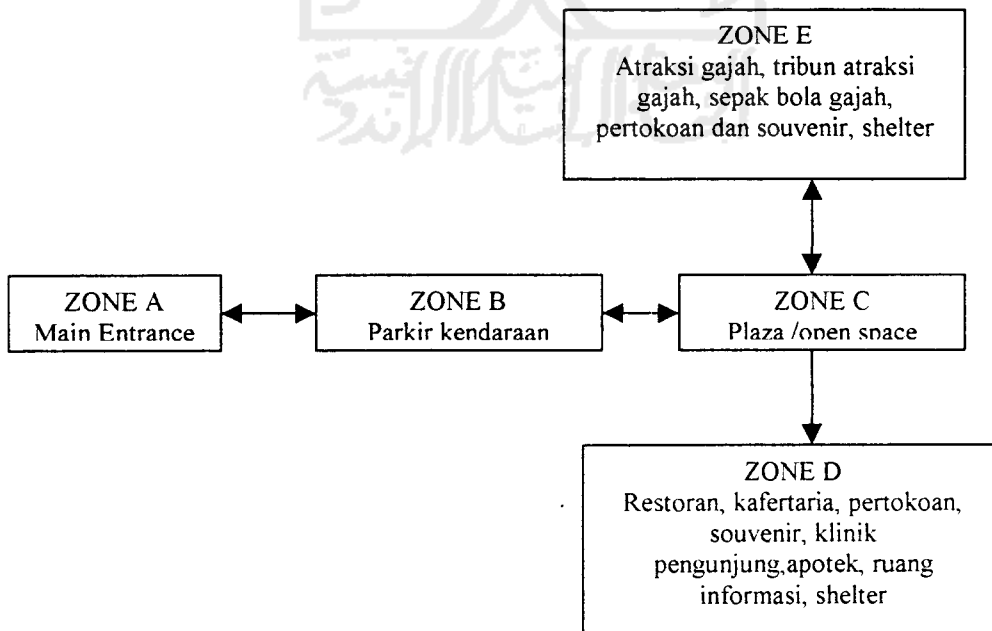 ZONE E
Atraksi gajah, tribun atraksi
gajah, sepak bola gajah,
pertokoan dan souvenir, shelter
ZONE A
Main Entrance
ZONE B
Parkir kendaraan
ZONE C
Plaza /open space
ZONE D
Restoran, kafertaria, pertokoan,
souvenir, klinik
pengunjung,apotek, ruang
informasi, shelter